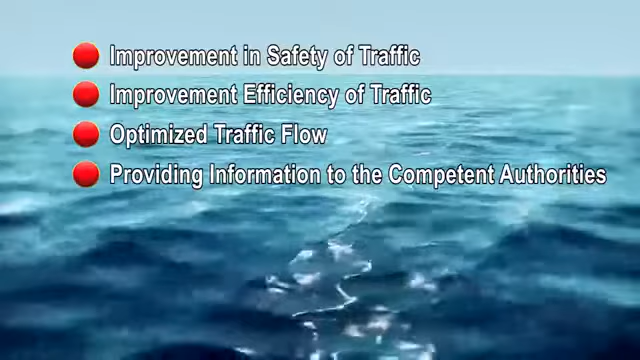 Improvement in Safety of Traffic
Improvement Efficiency of Traffic
Optimized Traffic Flow
Providing Information to the Competent Authorities